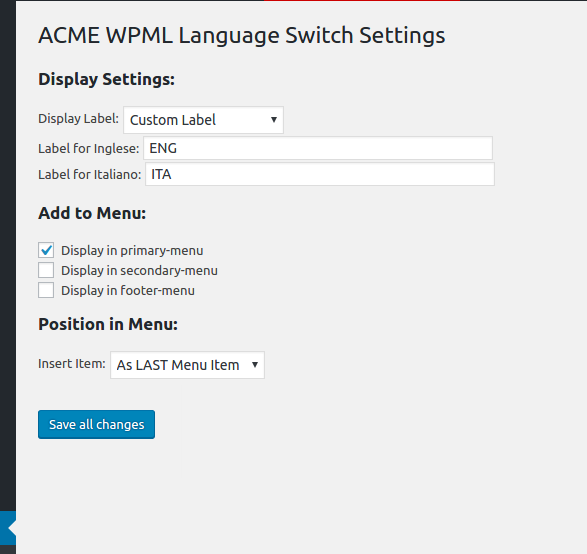 ACME WPML Language Switch Settings
Display Settings:
Display Label: Custom Label
Label for Inglese: ENG
Label for Italiano: ITA
Add to Menu:
Display in primary-menu
Display in secondary-menu
Display in footer-menu
Position in Menu:
Insert Item: As LAST Menu Item
Save all changes